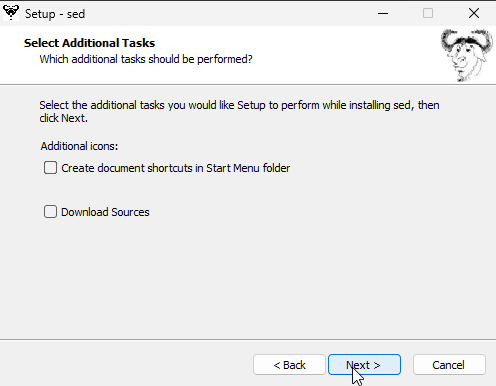 Setup - sed
Select Additional Tasks
Which additional tasks should be performed?
Select the additional tasks you would like Setup to perform while installing sed, then
click Next.
Additional icons:
Create document shortcuts in Start Menu folder
Download Sources
< Back
Next >
Cancel